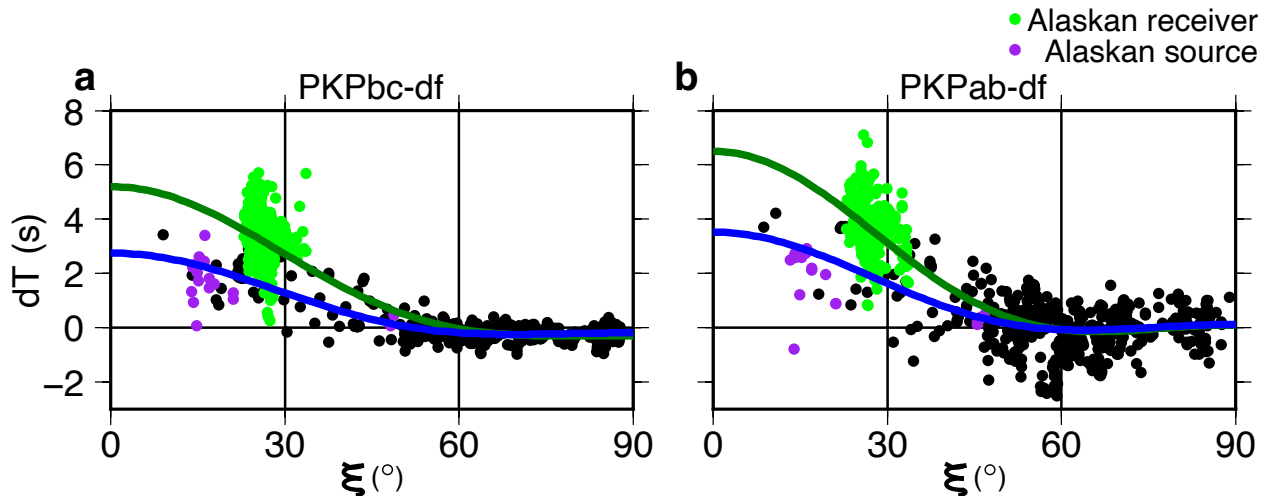 Alaskan receiver
Alaskan source
a
PKPbc-df
b
PKPab-df
8
6
4
2
0
−2
dT (s)
0 30 60 90
0 30 60 90
ξ (°)
ξ (°)